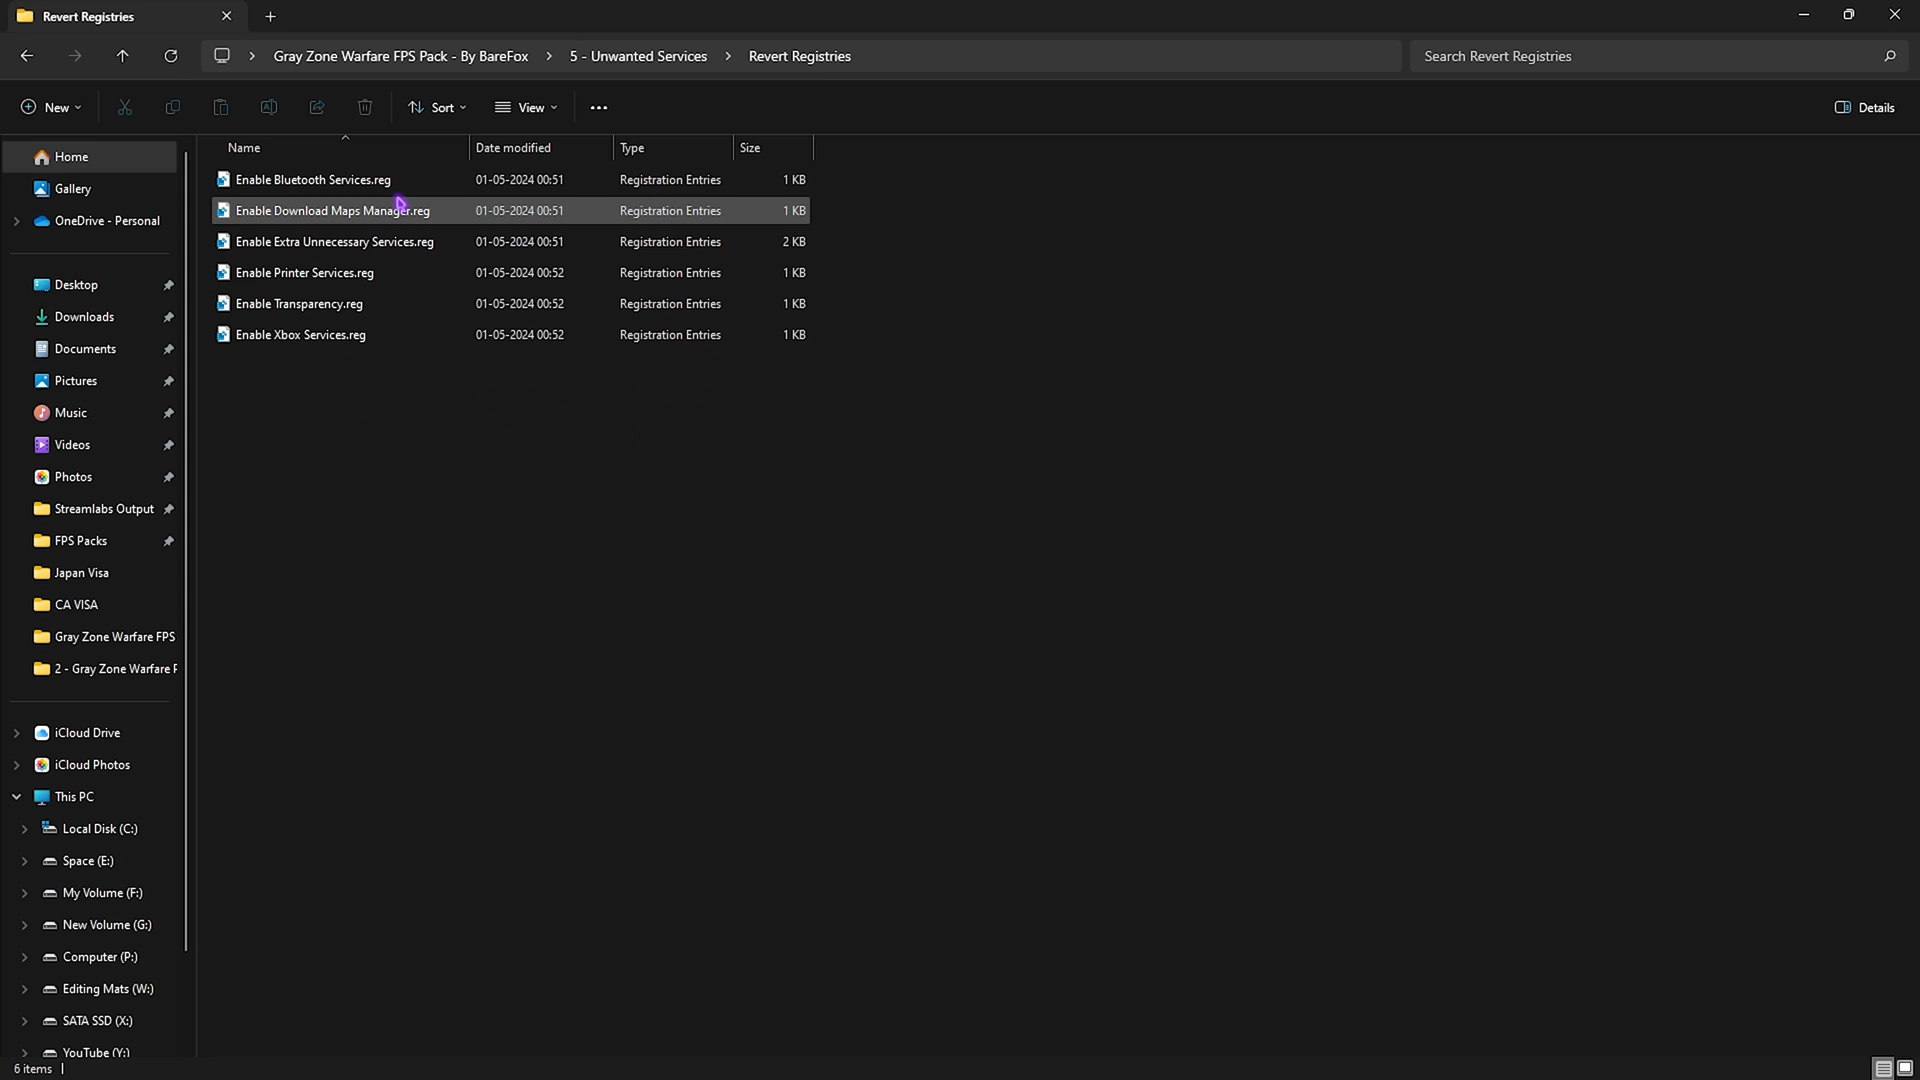 Revert Registries
Gray Zone Warfare FPS Pack - By BareFox > 5 - Unwanted Services > Revert Registries
Search Revert Registries
New
Sort
View
Details
Name Date modified Type Size
Enable Bluetooth Services.reg 01-05-2024 00:51 Registration Entries 1 KB
Enable Download Maps Manager.reg 01-05-2024 00:51 Registration Entries 1 KB
Enable Extra Unnecessary Services.reg 01-05-2024 00:51 Registration Entries 2 KB
Enable Printer Services.reg 01-05-2024 00:52 Registration Entries 1 KB
Enable Transparency.reg 01-05-2024 00:52 Registration Entries 1 KB
Enable Xbox Services.reg 01-05-2024 00:52 Registration Entries 1 KB
Home
Gallery
OneDrive - Personal
Desktop
Downloads
Documents
Pictures
Music
Videos
Photos
Streamlabs Output
FPS Packs
Japan Visa
CA VISA
Gray Zone Warfare FPS
2 - Gray Zone Warfare F
iCloud Drive
iCloud Photos
This PC
Local Disk (C:)
Space (E:)
My Volume (F:)
New Volume (G:)
Computer (P:)
Editing Mats (W:)
SATA SSD (X:)
YouTube (Y:)
6 items